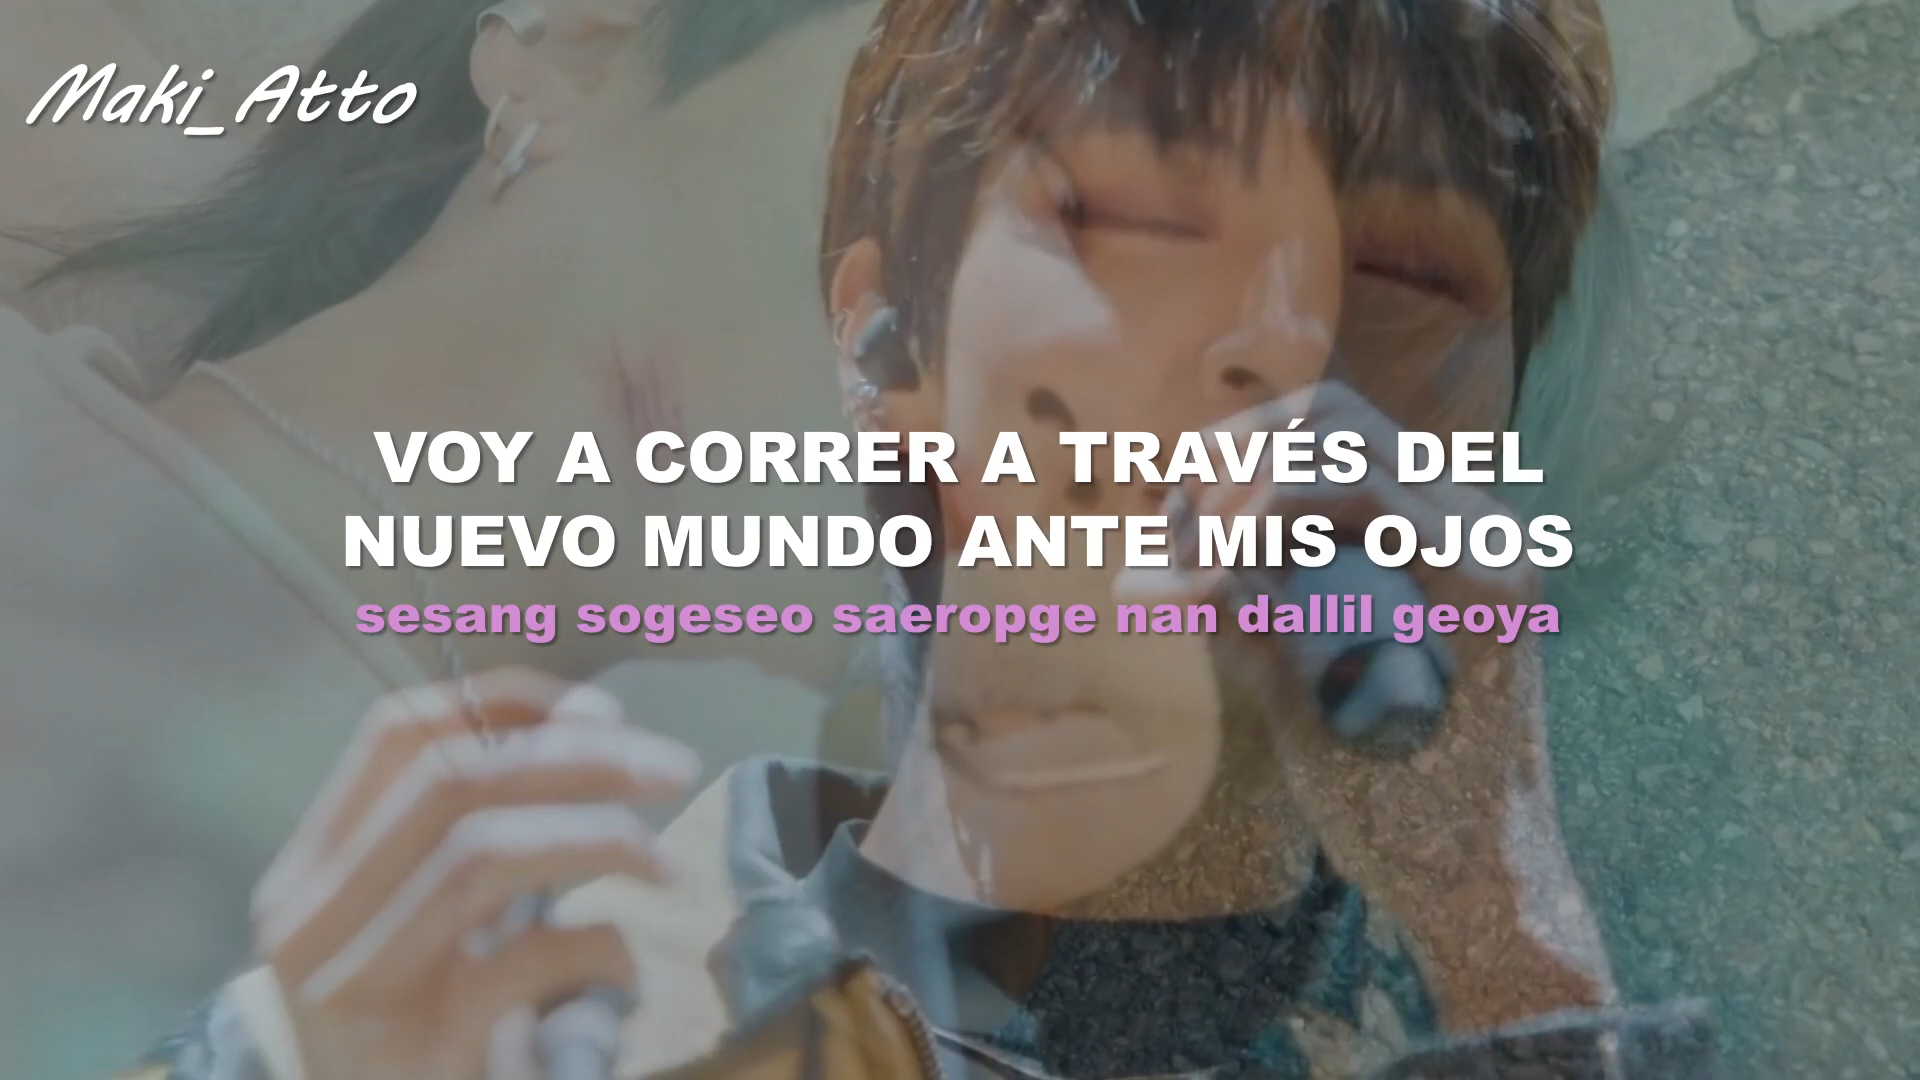 Maki_Atto
VOY A CORRER A TRAVÉS DEL
NUEVO MUNDO ANTE MIS OJOS
sesang sogeseo saeropge nan dallil geoya